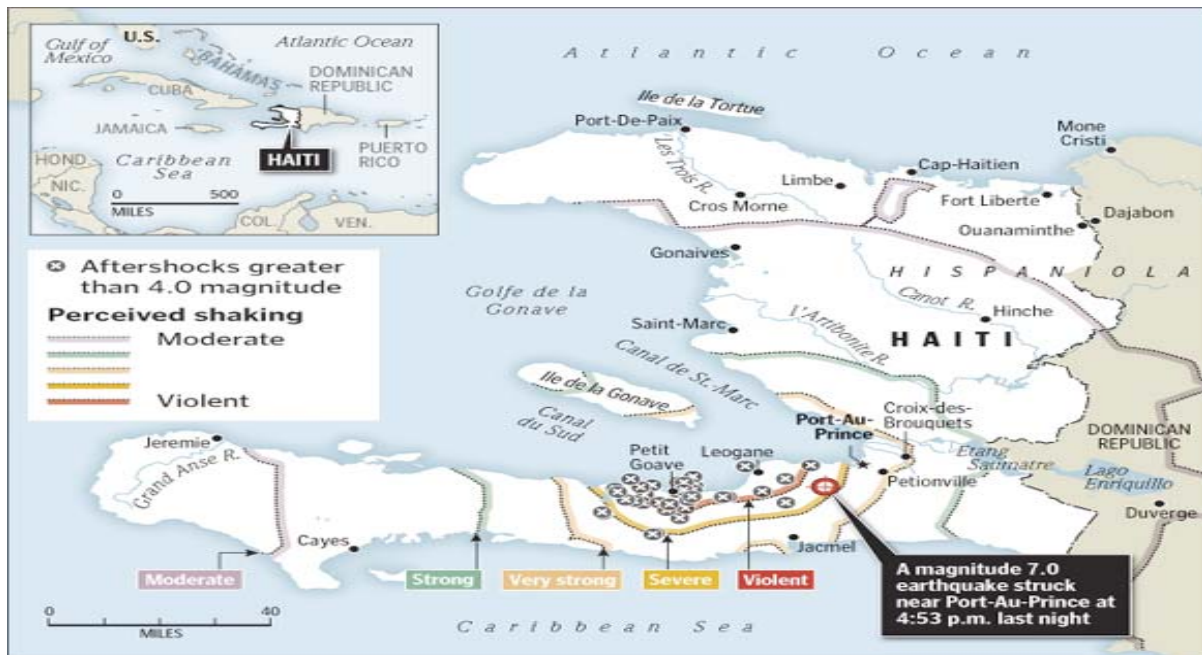 U.S.
Gulf of
Mexico
Atlantic Ocean
BAHAMAS
CUBA
DOMINICAN
REPUBLIC
JAMAICA
HAITI
PUERTO
RICO
HOND.
Caribbean
Sea
NIC.
0 500
MILES
COL.
VEN.
Aftershocks greater
than 4.0 magnitude
Perceived shaking
Moderate
Violent
Atlantic Ocean
Ile de la Tortue
Port-De-Paix
Les Trois R.
Mone
Cristi
Cap-Haitien
Limbe
Cros Morne
Fort Liberte
Dajabon
Ouanaminthe
Gonaives
HISPANIOLA
Golfe de la
Gonave
Canot R.
Hinche
Saint-Marc
L'Artibonite R.
HAITI
Canal de St. Marc
Ile de la Gonave
Canal
du Sud
Port-Au-
Prince
Croix-des-
Brouquets
DOMINICAN
REPUBLIC
Jeremie
Grand Anse R.
Petit
Goave
Leogane
Etang
Saumatre
Lago
Enriquillo
Petionville
Duverge
Cayes
Jacmel
Moderate
Strong
Very strong
Severe
Violent
A magnitude 7.0
earthquake struck
near Port-Au-Prince at
4:53 p.m. last night
0 40
MILES
Caribbean Sea